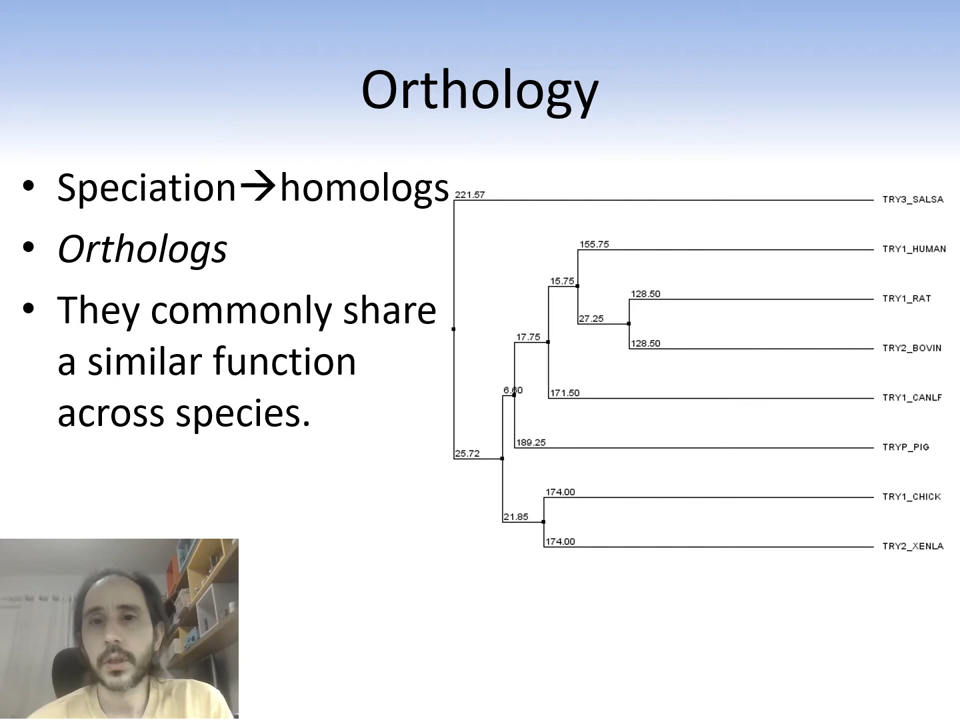 Orthology
• Speciation→homologs
• Orthologs
• They commonly share
a similar function
across species.
221.57
TRY3_SALSA
155.75
TRY1_HUMAN
15.75
128.50
TRY1_RAT
27.25
17.75
128.50
TRY2_BOVIN
6.60
171.50
TRY1_CANLF
189.25
TRYP_PIG
25.72
174.00
TRY1_CHICK
21.85
174.00
TRY2_XENLA